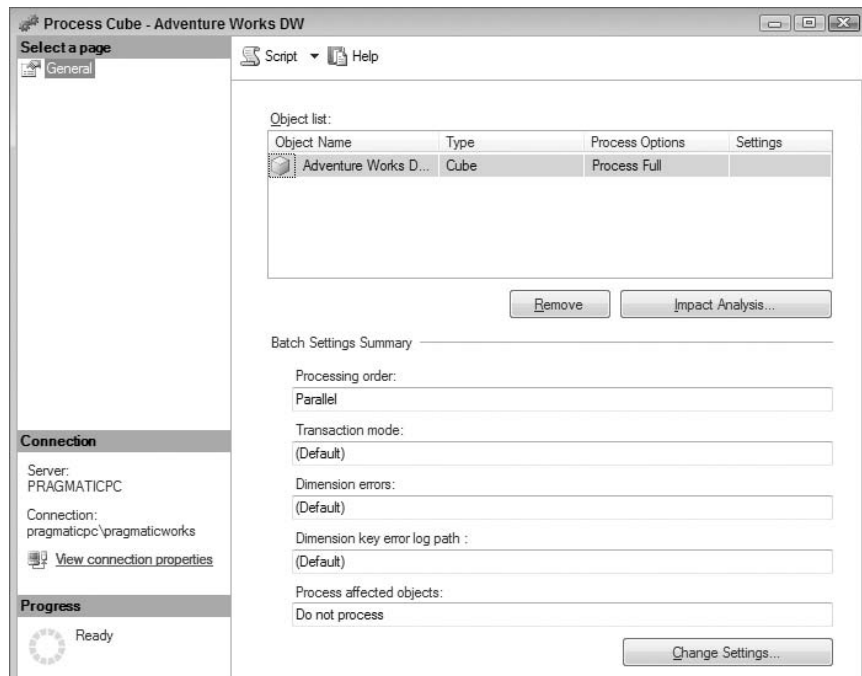 Process Cube - Adventure Works DW
Select a page
General
Script
Help
Object list:
Object Name Type Process Options Settings
Adventure Works D... Cube Process Full
Remove
Impact Analysis...
Batch Settings Summary
Processing order:
Parallel
Transaction mode:
(Default)
Dimension errors:
(Default)
Dimension key error log path :
(Default)
Process affected objects:
Do not process
Change Settings...
Connection
Server:
PRAGMATICPC
Connection:
pragmaticpc\pragmaticworks
View connection properties
Progress
Ready